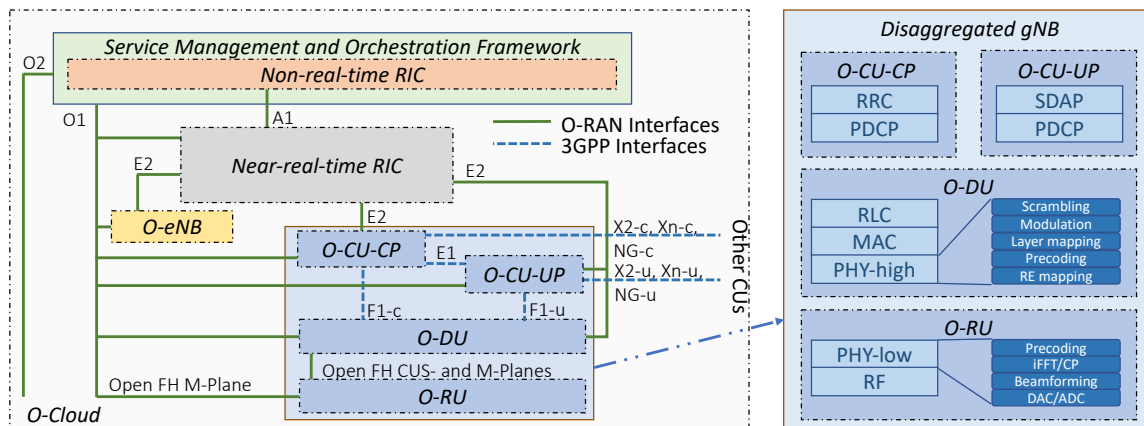 Service Management and Orchestration Framework
Non-real-time RIC
O2
O1
A1
O-RAN Interfaces
3GPP Interfaces
Near-real-time RIC
E2
E2
O-eNB
E2
O-CU-CP
X2-c, Xn-c,
NG-c
E1
O-CU-UP
X2-u, Xn-u,
NG-u
Other CUs
F1-c
F1-u
O-DU
Open FH CUS- and M-Planes
Open FH M-Plane
O-RU
O-Cloud
Disaggregated gNB
O-CU-CP
RRC
PDCP
O-CU-UP
SDAP
PDCP
O-DU
RLC
MAC
PHY-high
Scrambling
Modulation
Layer mapping
Precoding
RE mapping
O-RU
PHY-low
RF
Precoding
iFFT/CP
Beamforming
DAC/ADC